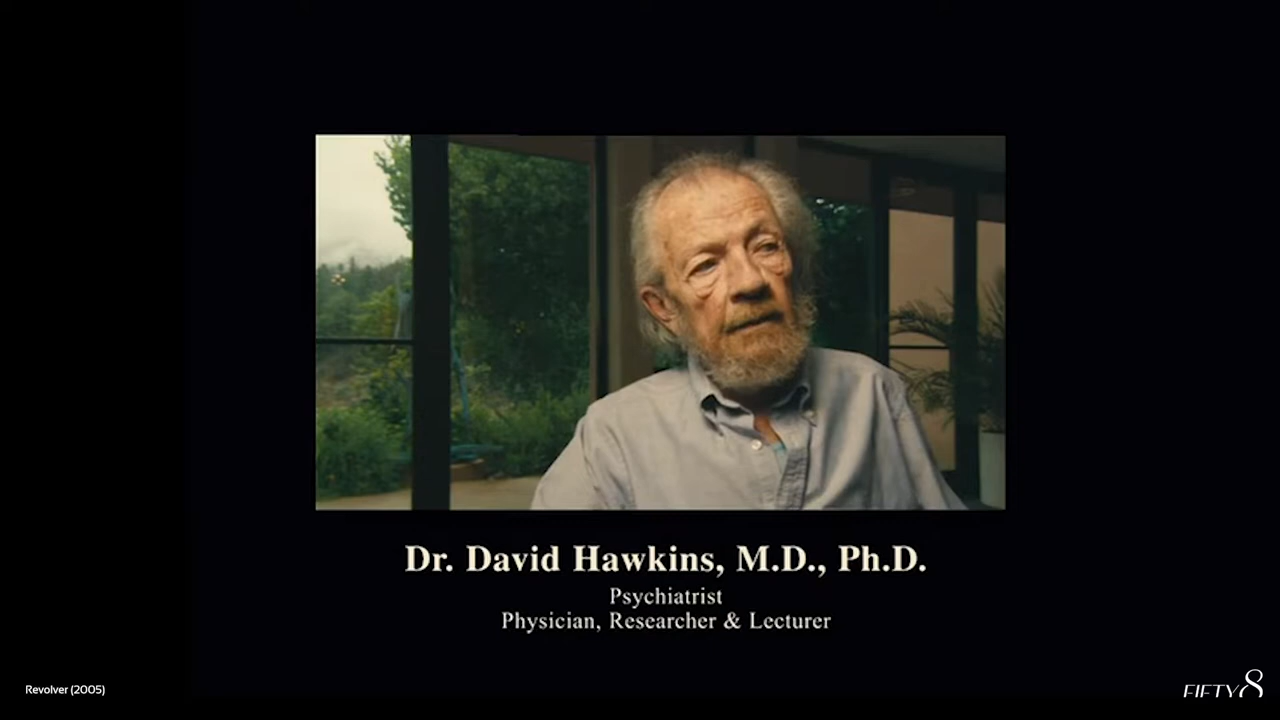 Dr. David Hawkins, M.D., Ph.D.
Psychiatrist
Physician, Researcher & Lecturer
Revolver (2005)
FIFTY8